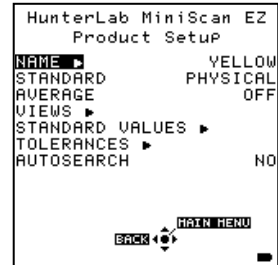 HunterLab MiniScan EZ
Product Setup
NAME ▶ YELLOW
STANDARD PHYSICAL
AVERAGE OFF
VIEWS ▶
STANDARD VALUES ▶
TOLERANCES ▶
AUTOSEARCH NO
MAIN MENU
BACK